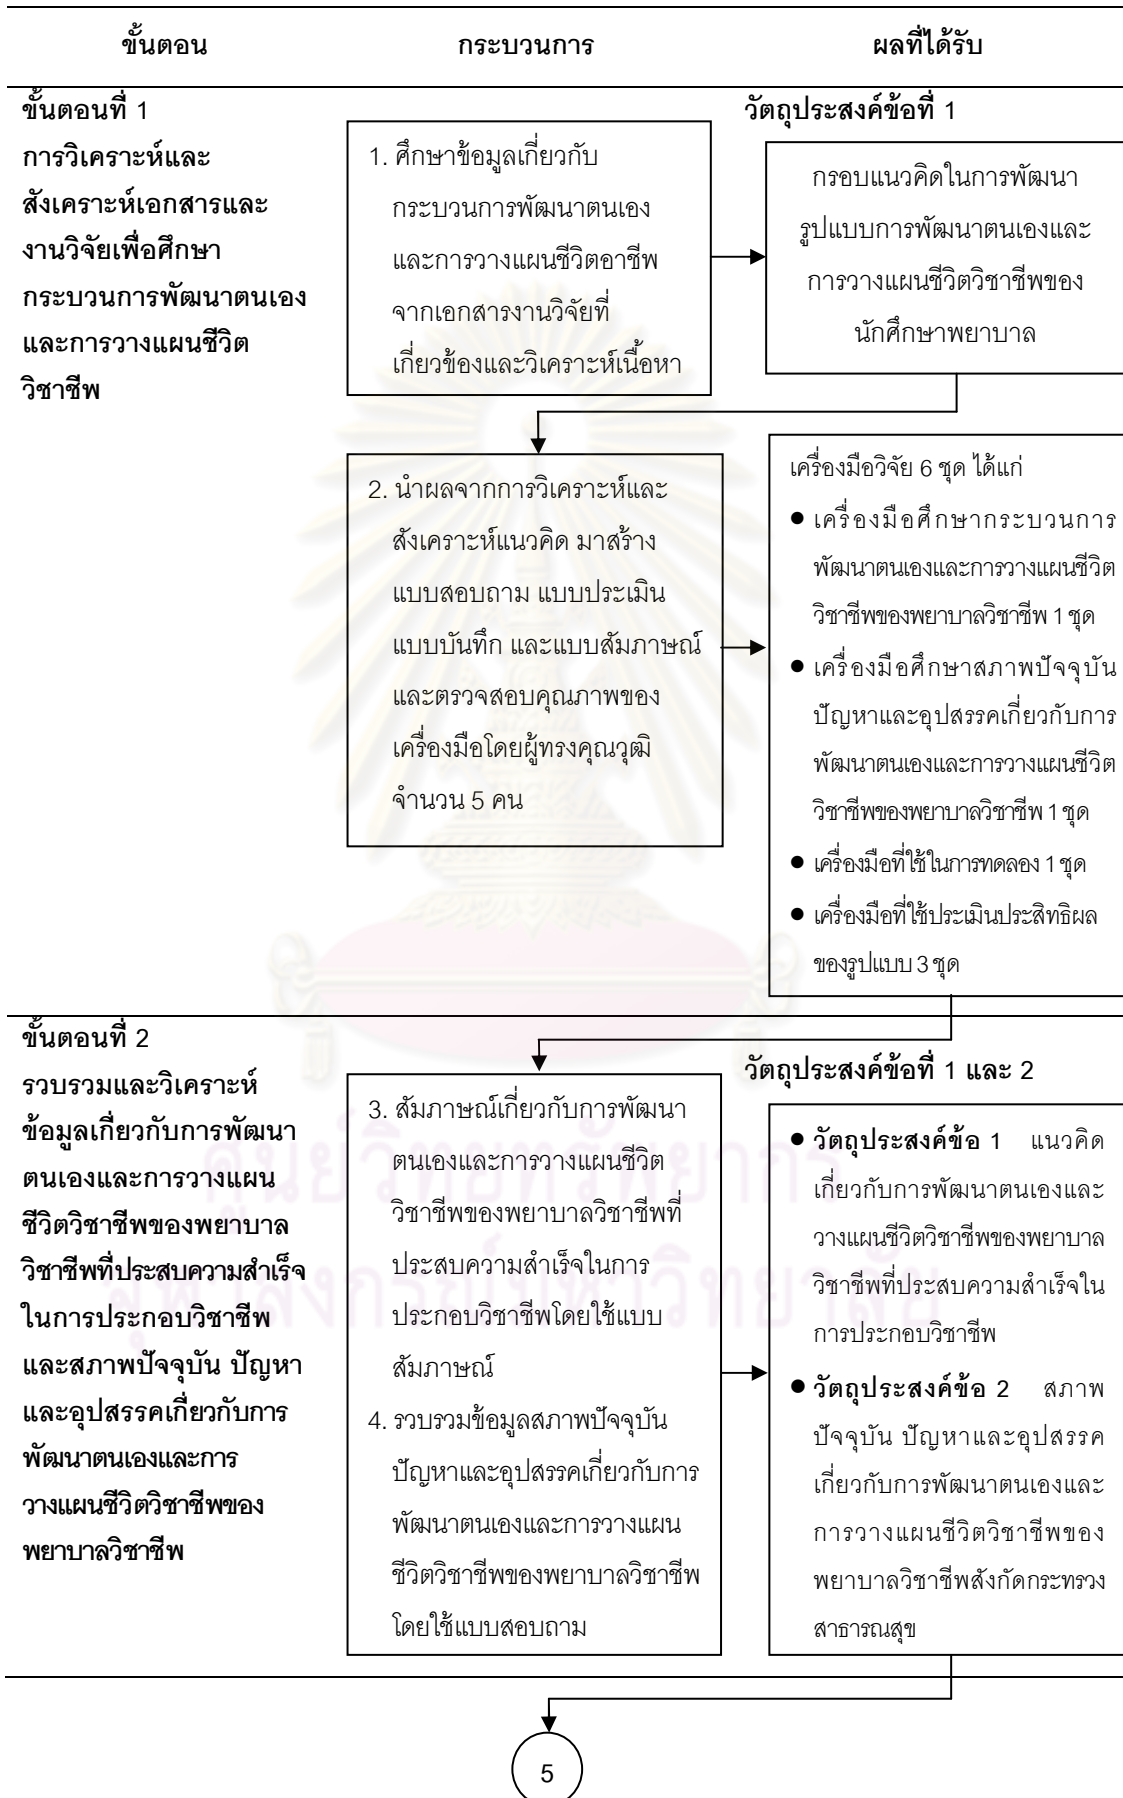 ขั้นตอน
กระบวนการ
ผลที่ได้รับ
ขั้นตอนที่ 1
การวิเคราะห์และ
สังเคราะห์เอกสารและ
งานวิจัยเพื่อศึกษา
กระบวนการพัฒนาตนเอง
และการวางแผนชีวิต
วิชาชีพ
1. ศึกษาข้อมูลเกี่ยวกับ
กระบวนการพัฒนาตนเอง
และการวางแผนชีวิตอาชีพ
จากเอกสารงานวิจัยที่
เกี่ยวข้องและวิเคราะห์เนื้อหา
วัตถุประสงค์ข้อที่ 1
กรอบแนวคิดในการพัฒนา
รูปแบบการพัฒนาตนเองและ
การวางแผนชีวิตวิชาชีพของ
นักศึกษาพยาบาล
2. นำผลจากการวิเคราะห์และ
สังเคราะห์แนวคิด มาสร้าง
แบบสอบถาม แบบประเมิน
แบบบันทึก และแบบสัมภาษณ์
และตรวจสอบคุณภาพของ
เครื่องมือโดยผู้ทรงคุณวุฒิ
จำนวน 5 คน
เครื่องมือวิจัย 6 ชุด ได้แก่
● เครื่องมือศึกษากระบวนการ
พัฒนาตนเองและการวางแผนชีวิต
วิชาชีพของพยาบาลวิชาชีพ 1 ชุด
● เครื่องมือศึกษาสภาพปัจจุบัน
ปัญหาและอุปสรรคเกี่ยวกับการ
พัฒนาตนเองและการวางแผนชีวิต
วิชาชีพของพยาบาลวิชาชีพ 1 ชุด
● เครื่องมือที่ใช้ในการทดลอง 1 ชุด
● เครื่องมือที่ใช้ประเมินประสิทธิผล
ของรูปแบบ 3 ชุด
ขั้นตอนที่ 2
รวบรวมและวิเคราะห์
ข้อมูลเกี่ยวกับการพัฒนา
ตนเองและการวางแผน
ชีวิตวิชาชีพของพยาบาล
วิชาชีพที่ประสบความสำเร็จ
ในการประกอบวิชาชีพ
และสภาพปัจจุบัน ปัญหา
และอุปสรรคเกี่ยวกับการ
พัฒนาตนเองและการ
วางแผนชีวิตวิชาชีพของ
พยาบาลวิชาชีพ
3. สัมภาษณ์เกี่ยวกับการพัฒนา
ตนเองและการวางแผนชีวิต
วิชาชีพของพยาบาลวิชาชีพที่
ประสบความสำเร็จในการ
ประกอบวิชาชีพโดยใช้แบบ
สัมภาษณ์
4. รวบรวมข้อมูลสภาพปัจจุบัน
ปัญหาและอุปสรรคเกี่ยวกับการ
พัฒนาตนเองและการวางแผน
ชีวิตวิชาชีพของพยาบาลวิชาชีพ
โดยใช้แบบสอบถาม
วัตถุประสงค์ข้อที่ 1 และ 2
● วัตถุประสงค์ข้อ 1 แนวคิด
เกี่ยวกับการพัฒนาตนเองและ
วางแผนชีวิตวิชาชีพของพยาบาล
วิชาชีพที่ประสบความสำเร็จใน
การประกอบวิชาชีพ
● วัตถุประสงค์ข้อ 2 สภาพ
ปัจจุบัน ปัญหาและอุปสรรค
เกี่ยวกับการพัฒนาตนเองและ
การวางแผนชีวิตวิชาชีพของ
พยาบาลวิชาชีพสังกัดกระทรวง
สาธารณสุข
5
ศูนย์วิทยทรัพยากร
จุฬาลงกรณ์มหาวิทยาลัย